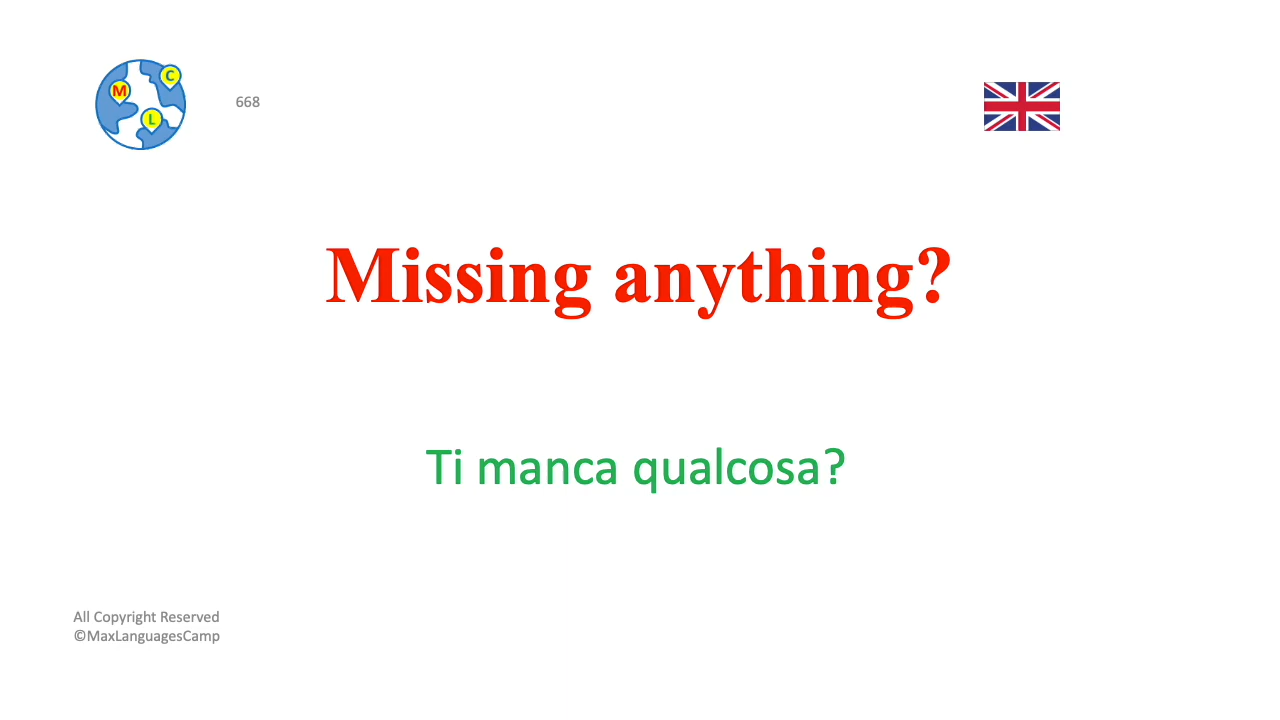 M
C
L
668
Missing anything?
Ti manca qualcosa?
All Copyright Reserved
©MaxLanguagesCamp